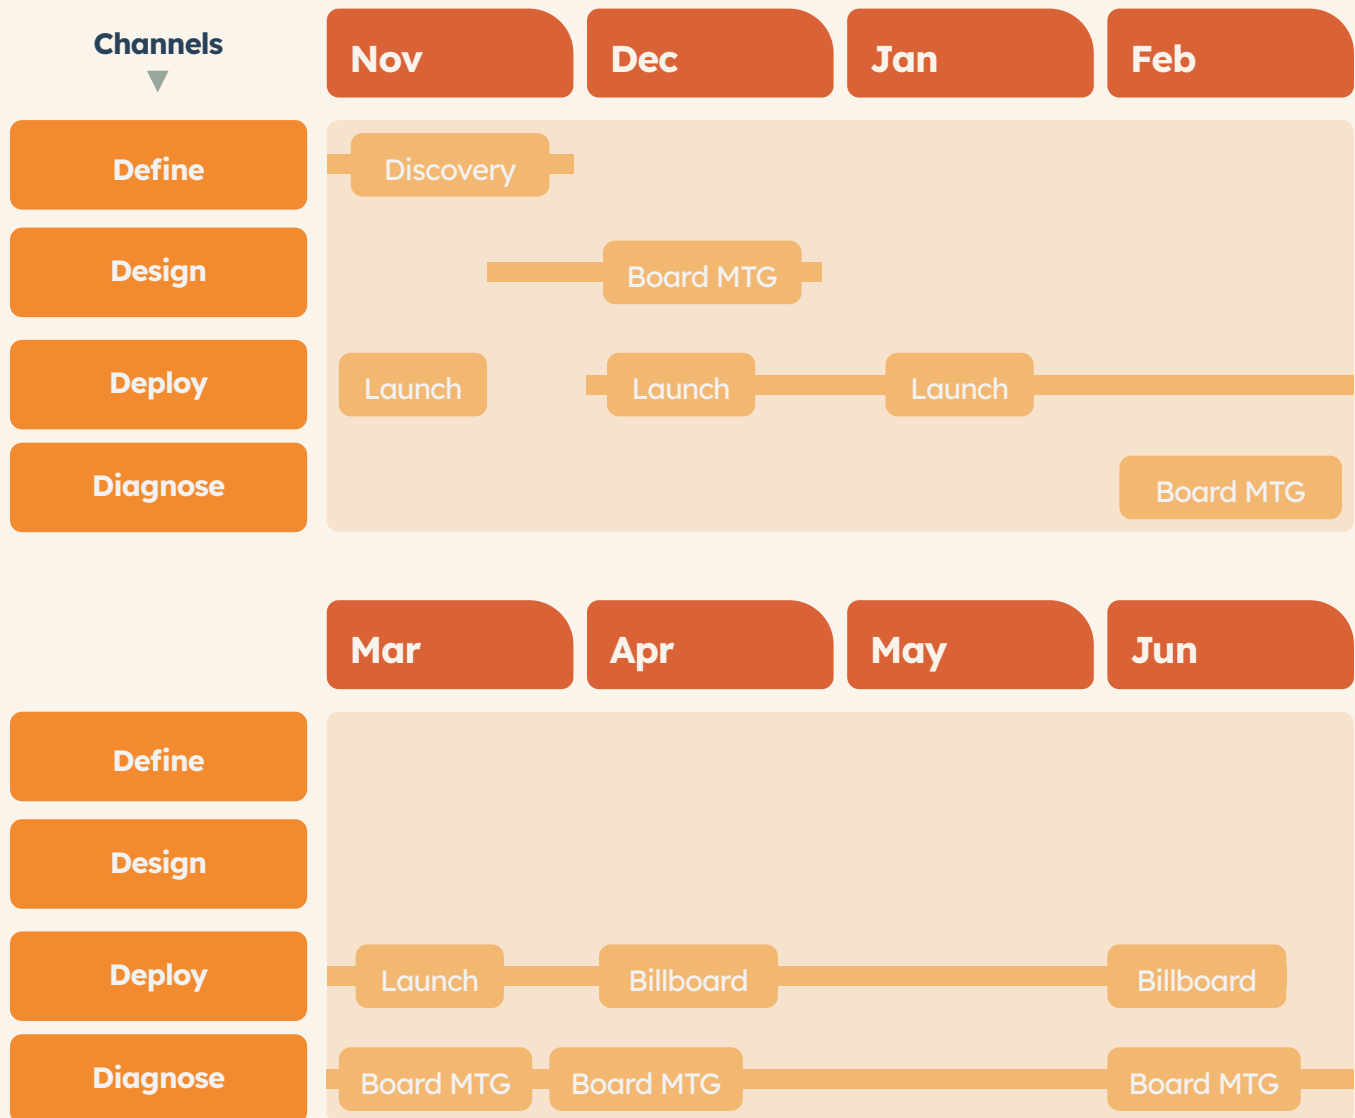 Channels
Nov
Dec
Jan
Feb
Define
Discovery
Design
Board MTG
Deploy
Launch
Launch
Launch
Diagnose
Board MTG
Mar
Apr
May
Jun
Define
Design
Deploy
Launch
Billboard
Billboard
Diagnose
Board MTG
Board MTG
Board MTG